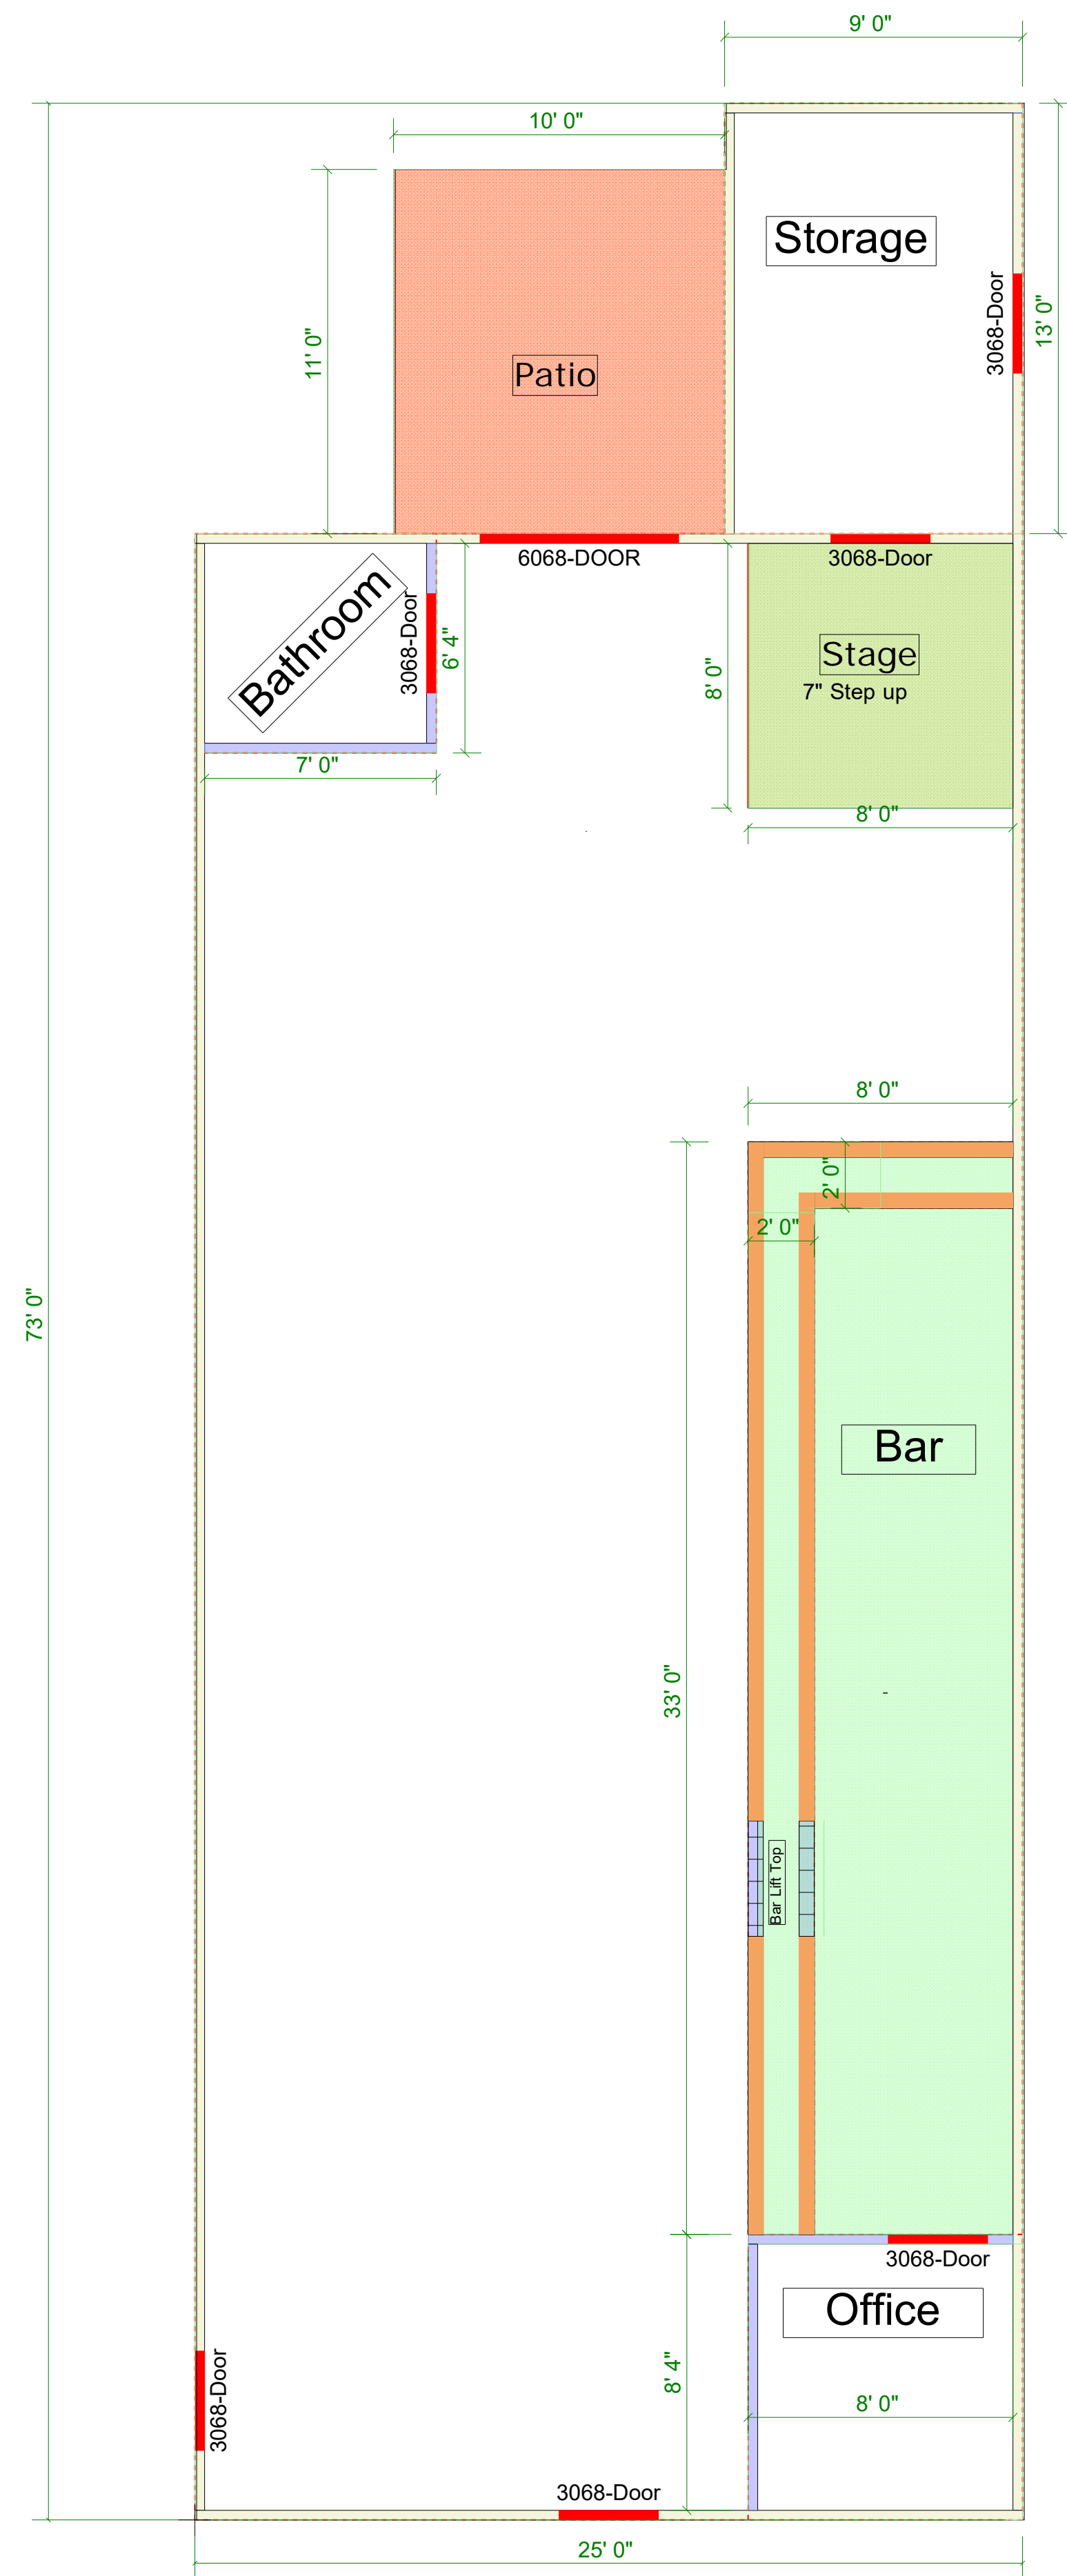 9' 0"
10' 0"
Storage
3068-Door
13' 0"
11' 0"
Patio
6068-DOOR
3068-Door
Bathroom
3068-Door
6' 4"
8' 0"
Stage
7" Step up
7' 0"
8' 0"
8' 0"
2' 0"
2' 0"
73' 0"
Bar
33' 0"
Bar Lift Top
3068-Door
Office
8' 4"
8' 0"
3068-Door
3068-Door
25' 0"